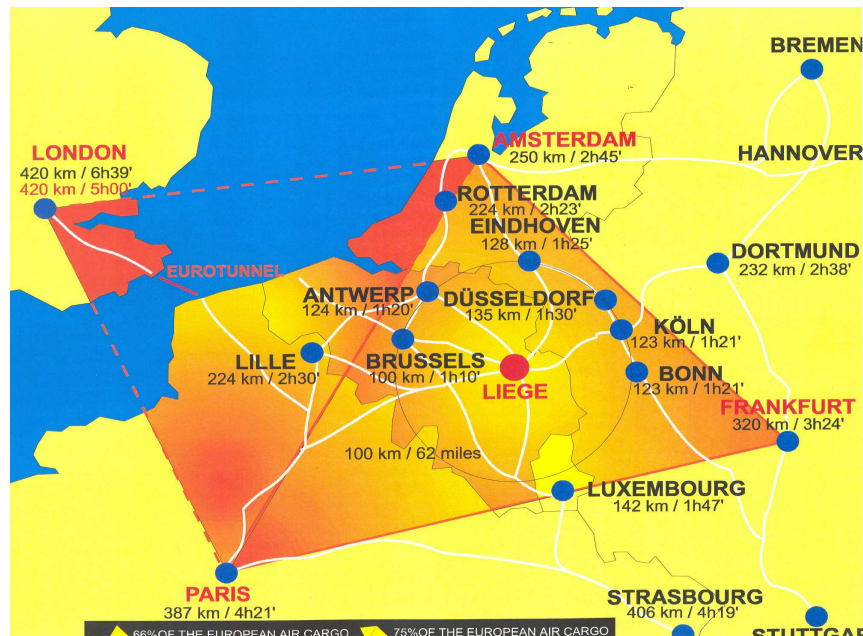 BREMEN
LONDON
420 km / 6h39'
420 km / 5h00'
AMSTERDAM
250 km / 2h45'
HANNOVER
ROTTERDAM
224 km / 2h23'
EINDHOVEN
128 km / 1h25'
DORTMUND
232 km / 2h38'
EUROTUNNEL
ANTWERP
124 km / 1h20'
DÜSSELDORF
135 km / 1h30'
KÖLN
123 km / 1h21'
LILLE
224 km / 2h30'
BRUSSELS
100 km / 1h10'
LIEGE
BONN
123 km / 1h21'
FRANKFURT
320 km / 3h24'
100 km / 62 miles
LUXEMBOURG
142 km / 1h47'
PARIS
387 km / 4h21'
STRASBOURG
406 km / 4h19'
STUTTGA
66%OF THE EUROPEAN AIR CARGO
75%OF THE EUROPEAN AIR CARGO